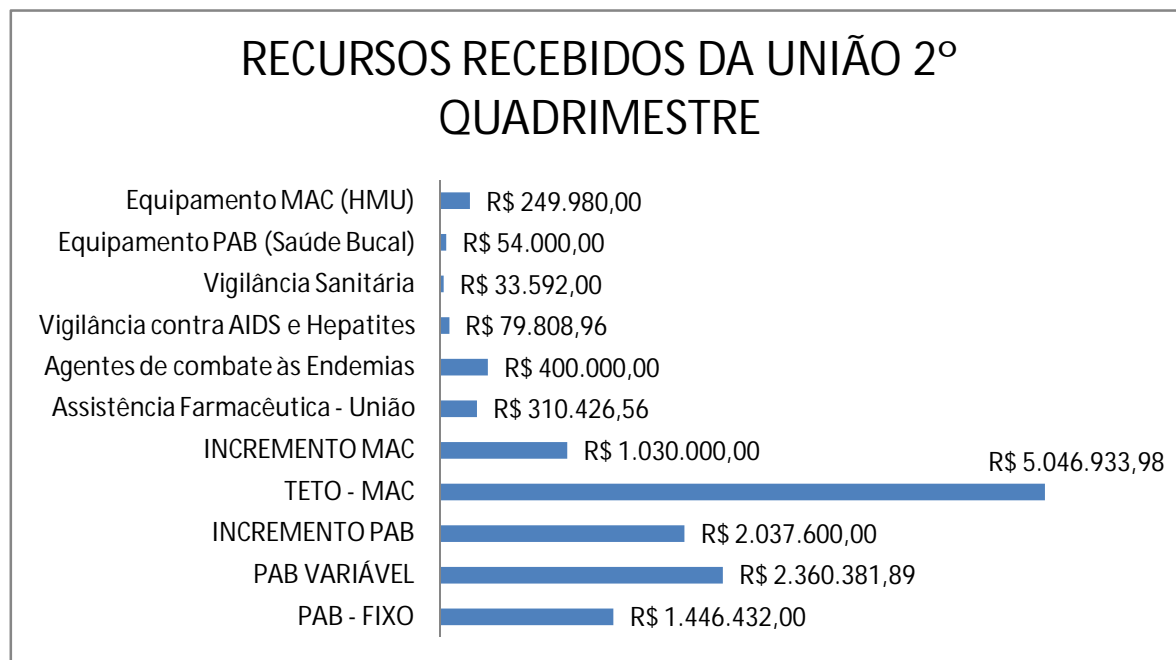 RECURSOS RECEBIDOS DA UNIÃO 2º
QUADRIMESTRE
Equipamento MAC (HMU) R$ 249.980,00
Equipamento PAB (Saúde Bucal) R$ 54.000,00
Vigilância Sanitária R$ 33.592,00
Vigilância contra AIDS e Hepatites R$ 79.808,96
Agentes de combate às Endemias R$ 400.000,00
Assistência Farmacêutica - União R$ 310.426,56
INCREMENTO MAC R$ 1.030.000,00
TETO - MAC R$ 5.046.933,98
INCREMENTO PAB R$ 2.037.600,00
PAB VARIÁVEL R$ 2.360.381,89
PAB - FIXO R$ 1.446.432,00